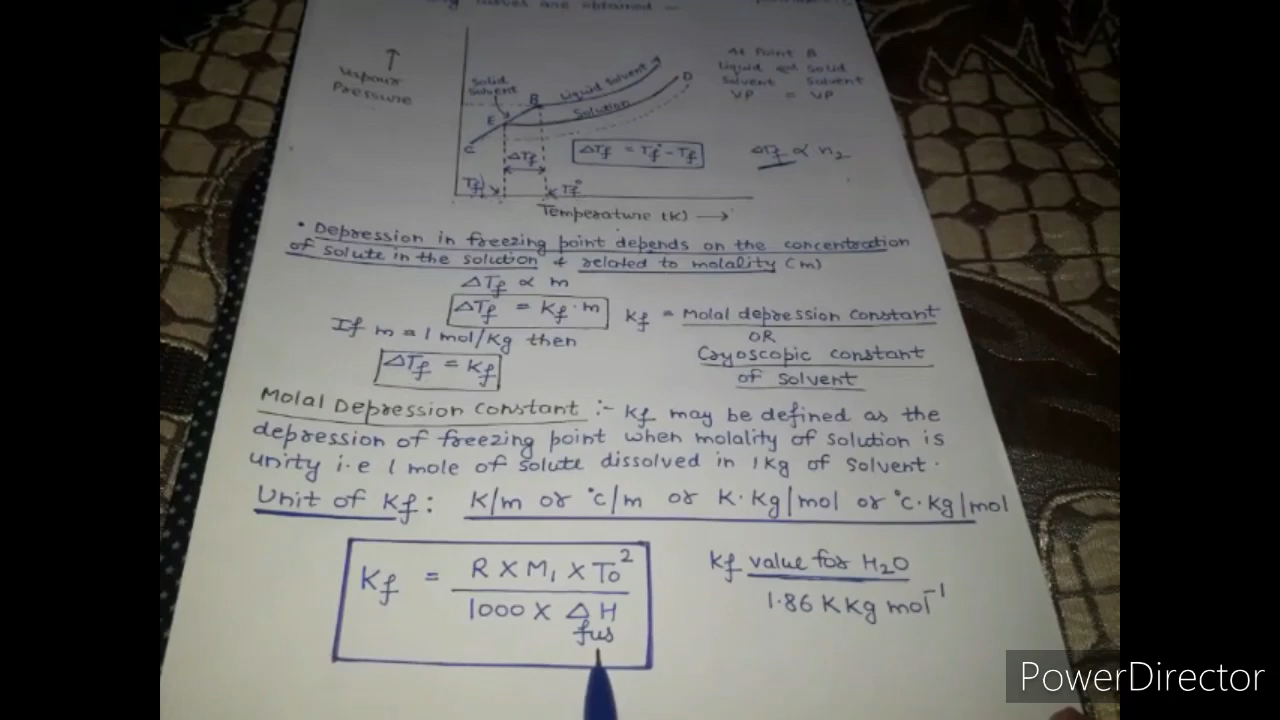 curves are obtained -
↑
Vapour
Pressure
Solid
Solvent
B
Liquid Solvent
D
Solution
E
C
ΔTf
ΔTf = Tf° - Tf
Tf
Tf°
Temperature (K) →
At Point B
Liquid and Solid
Solvent Solvent
VP = VP
ΔTf ∝ n2
• Depression in freezing point depends on the concentration
of solute in the solution & related to molality (m)
ΔTf ∝ m
ΔTf = Kf · m
Kf = Molal depression constant
OR
Cryoscopic constant
of solvent
If m = 1 mol/kg then
ΔTf = Kf
Molal Depression Constant :- Kf may be defined as the
depression of freezing point when molality of solution is
unity i.e 1 mole of solute dissolved in 1kg of solvent.
Unit of Kf : K/m or °C/m or K·kg/mol or °C·kg/mol
Kf = R X M1 X To²
1000 X ΔH
fus
Kf value for H2O
1.86 K Kg mol⁻¹
PowerDirector